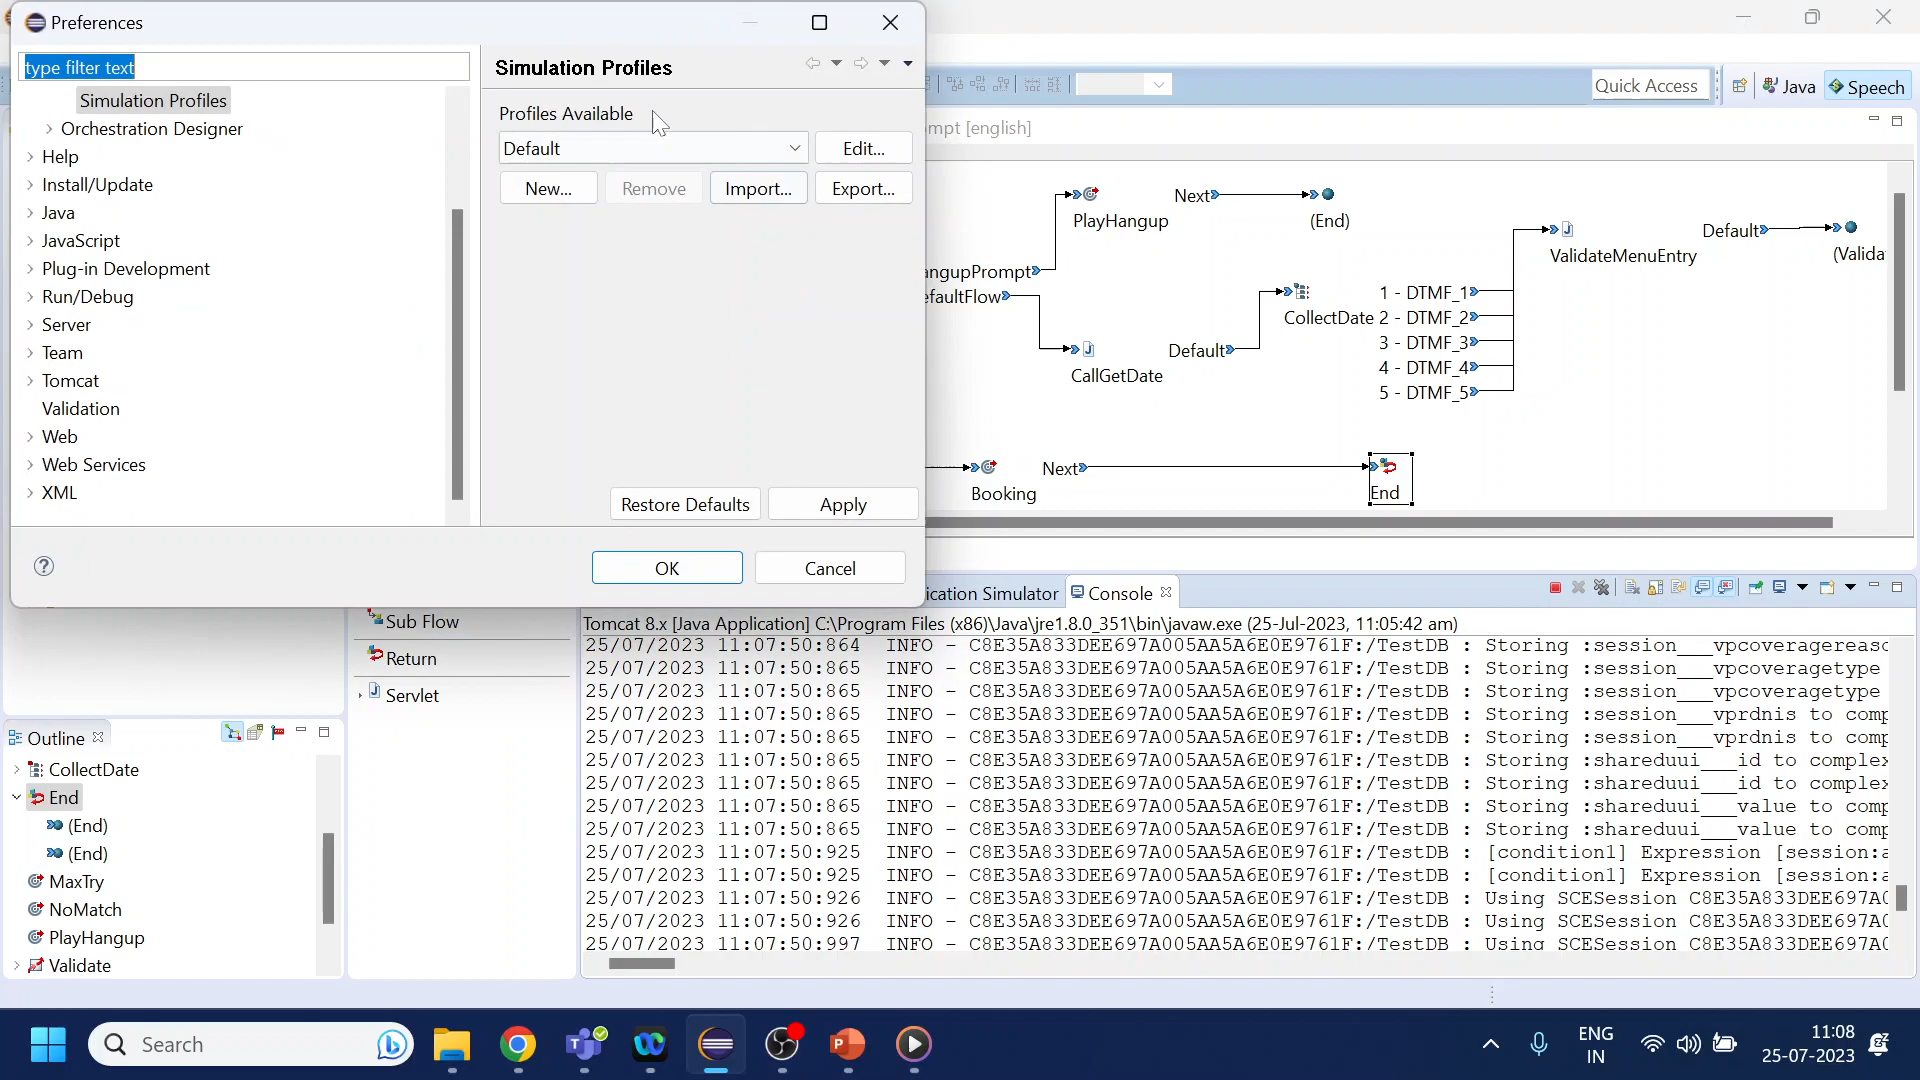 Preferences
type filter text
Simulation Profiles
Orchestration Designer
Help
Install/Update
Java
JavaScript
Plug-in Development
Run/Debug
Server
Team
Tomcat
Validation
Web
Web Services
XML
Simulation Profiles
Profiles Available
Default
Edit...
New...
Remove
Import...
Export...
Restore Defaults
Apply
OK
Cancel
Quick Access
Java
Speech
mpt [english]
PlayHangup
Next
(End)
ValidateMenuEntry
Default
(Valida
angupPrompt
efaultFlow
CallGetDate
Default
CollectDate
1 - DTMF_1
2 - DTMF_2
3 - DTMF_3
4 - DTMF_4
5 - DTMF_5
Booking
Next
End
Sub Flow
Return
Servlet
Outline
CollectDate
End
(End)
(End)
MaxTry
NoMatch
PlayHangup
Validate
ication Simulator
Console
Tomcat 8.x [Java Application] C:\Program Files (x86)\Java\jre1.8.0_351\bin\javaw.exe (25-Jul-2023, 11:05:42 am)
25/07/2023 11:07:50:864 INFO - C8E35A833DEE697A005AA5A6E0E9761F:/TestDB : Storing :session___vpcoveragereasc
25/07/2023 11:07:50:865 INFO - C8E35A833DEE697A005AA5A6E0E9761F:/TestDB : Storing :session___vpcoveragetype
25/07/2023 11:07:50:865 INFO - C8E35A833DEE697A005AA5A6E0E9761F:/TestDB : Storing :session___vpcoveragetype
25/07/2023 11:07:50:865 INFO - C8E35A833DEE697A005AA5A6E0E9761F:/TestDB : Storing :session___vprdnis to comp
25/07/2023 11:07:50:865 INFO - C8E35A833DEE697A005AA5A6E0E9761F:/TestDB : Storing :session___vprdnis to comp
25/07/2023 11:07:50:865 INFO - C8E35A833DEE697A005AA5A6E0E9761F:/TestDB : Storing :shareduui___id to complex
25/07/2023 11:07:50:865 INFO - C8E35A833DEE697A005AA5A6E0E9761F:/TestDB : Storing :shareduui___id to complex
25/07/2023 11:07:50:865 INFO - C8E35A833DEE697A005AA5A6E0E9761F:/TestDB : Storing :shareduui___value to comp
25/07/2023 11:07:50:865 INFO - C8E35A833DEE697A005AA5A6E0E9761F:/TestDB : Storing :shareduui___value to comp
25/07/2023 11:07:50:925 INFO - C8E35A833DEE697A005AA5A6E0E9761F:/TestDB : [condition1] Expression [session:a
25/07/2023 11:07:50:925 INFO - C8E35A833DEE697A005AA5A6E0E9761F:/TestDB : [condition1] Expression [session:a
25/07/2023 11:07:50:926 INFO - C8E35A833DEE697A005AA5A6E0E9761F:/TestDB : Using SCESession C8E35A833DEE697A0
25/07/2023 11:07:50:926 INFO - C8E35A833DEE697A005AA5A6E0E9761F:/TestDB : Using SCESession C8E35A833DEE697A0
25/07/2023 11:07:50:997 INFO - C8E35A833DEE697A005AA5A6E0E9761F:/TestDB : Using SCESession C8E35A833DEE697A0
Search
ENG
IN
11:08
25-07-2023